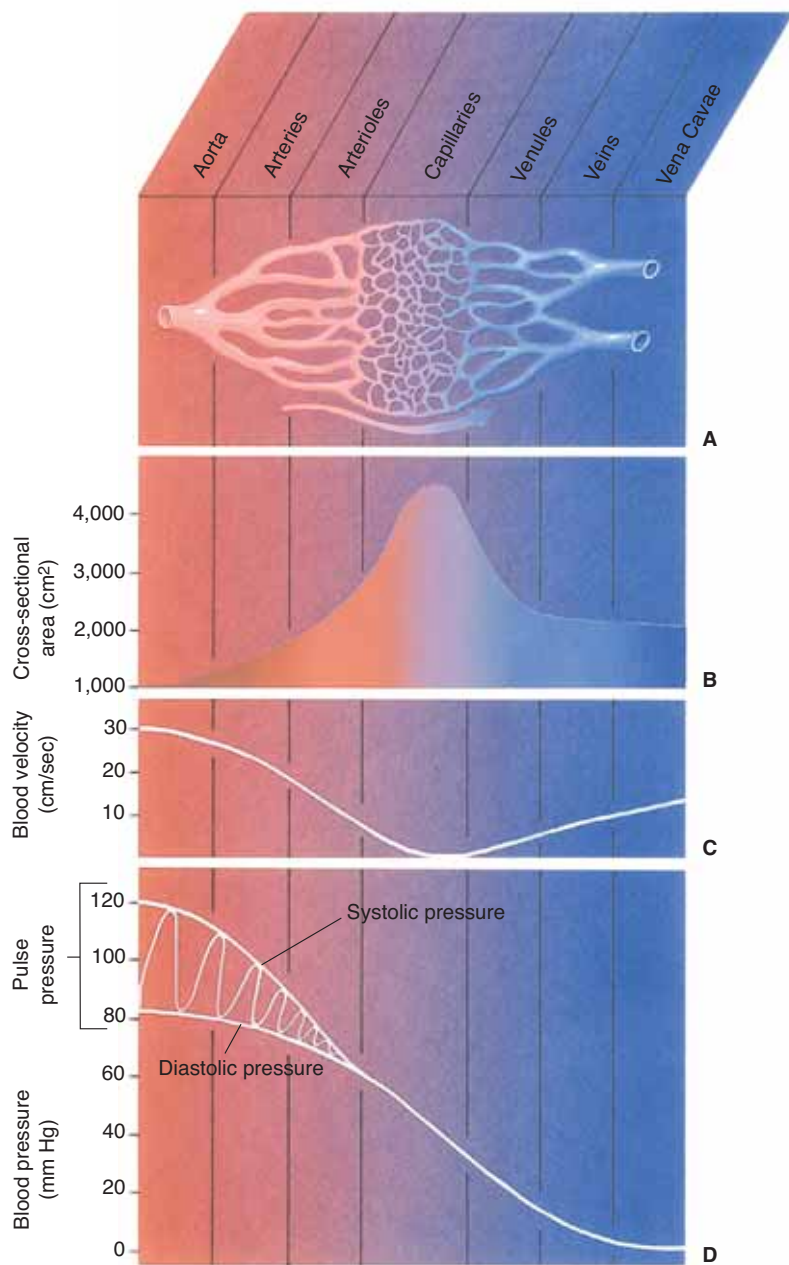 Aorta
Arteries
Arterioles
Capillaries
Venules
Veins
Vena Cavae
A
Cross-sectional
area (cm²)
4,000
3,000
2,000
1,000
B
Blood velocity
(cm/sec)
30
20
10
C
Pulse
pressure
Blood pressure
(mm Hg)
120
100
80
60
40
20
0
Systolic pressure
Diastolic pressure
D